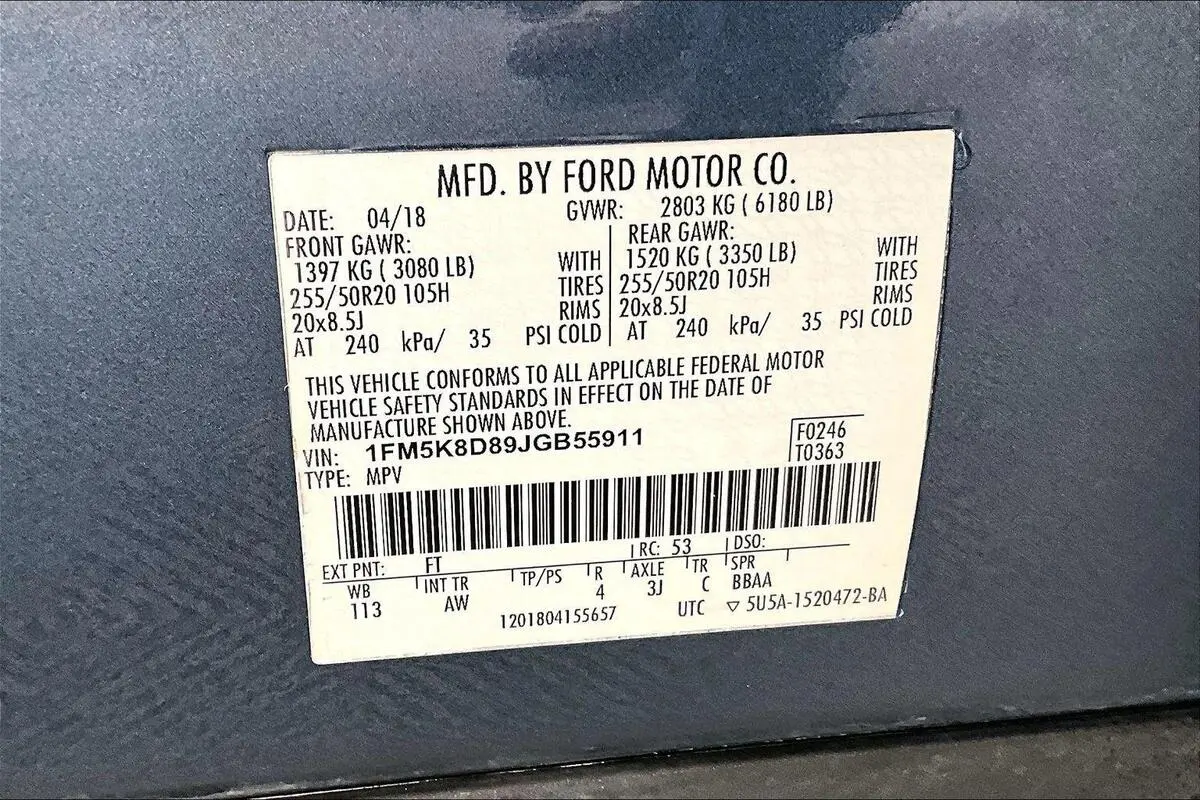 MFD. BY FORD MOTOR CO.
DATE: 04/18 GVWR: 2803 KG ( 6180 LB)
FRONT GAWR: REAR GAWR:
1397 KG ( 3080 LB) WITH 1520 KG ( 3350 LB) WITH
255/50R20 105H TIRES 255/50R20 105H TIRES
20x8.5J RIMS 20x8.5J RIMS
AT 240 kPa/ 35 PSI COLD AT 240 kPa/ 35 PSI COLD
THIS VEHICLE CONFORMS TO ALL APPLICABLE FEDERAL MOTOR
VEHICLE SAFETY STANDARDS IN EFFECT ON THE DATE OF
MANUFACTURE SHOWN ABOVE.
VIN: 1FM5K8D89JGB55911 F0246
TYPE: MPV T0363
EXT PNT: FT RC: 53 DSO:
WB INT TR TP/PS R AXLE TR SPR
113 AW 4 3J C BBAA
1201804155657 UTC ▽ 5U5A-1520472-BA